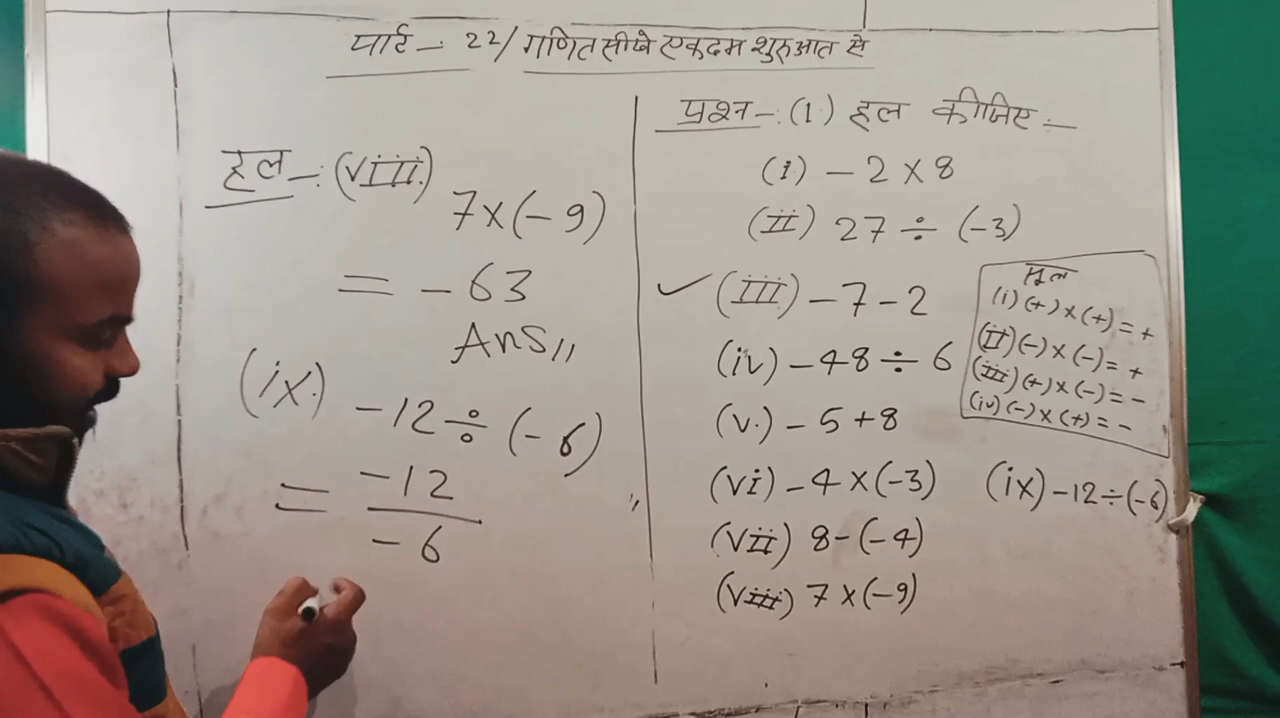 पार्ट -: 22/ गणित सीखे एकदम शुरुआत से
हल -: (viii.)
7×(-9)
= -63
Ans,,
(ix.)
-12÷(-6)
= -12
-6
प्रश्न -: (1.) हल कीजिए -
(i) -2×8
(ii) 27÷(-3)
✓ (iii) -7-2
(iv) -48÷6
(v.) -5+8
(vi) -4×(-3)
(vii) 8-(-4)
(viii) 7×(-9)
(i) (+)×(+)=+
(ii) (-)×(-)=+
(iii) (+)×(-)=-
(iv) (-)×(+)=-
(ix) -12÷(-6)